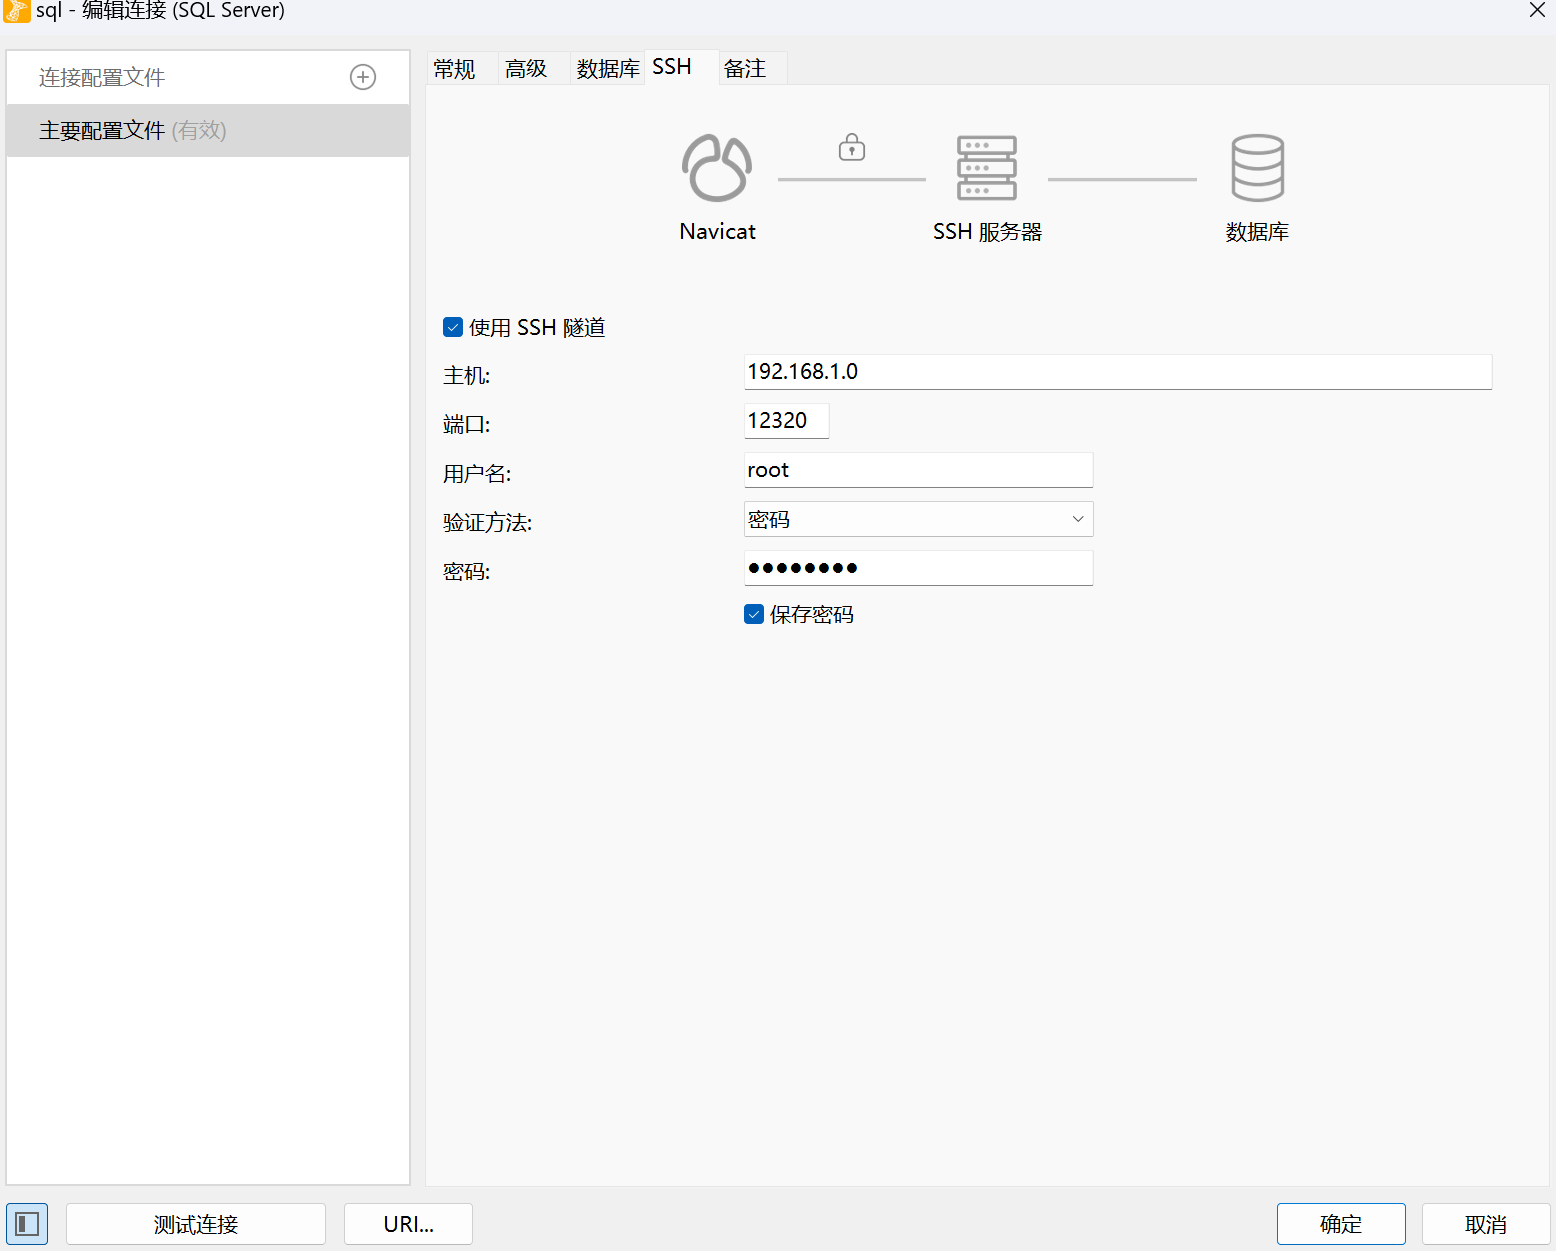 sql - 编辑连接 (SQL Server)
连接配置文件
主要配置文件 (有效)
常规 高级 数据库 SSH 备注
Navicat SSH 服务器 数据库
使用 SSH 隧道
主机: 192.168.1.0
端口: 12320
用户名: root
验证方法: 密码
密码: ●●●●●●●●
保存密码
测试连接 URI... 确定 取消